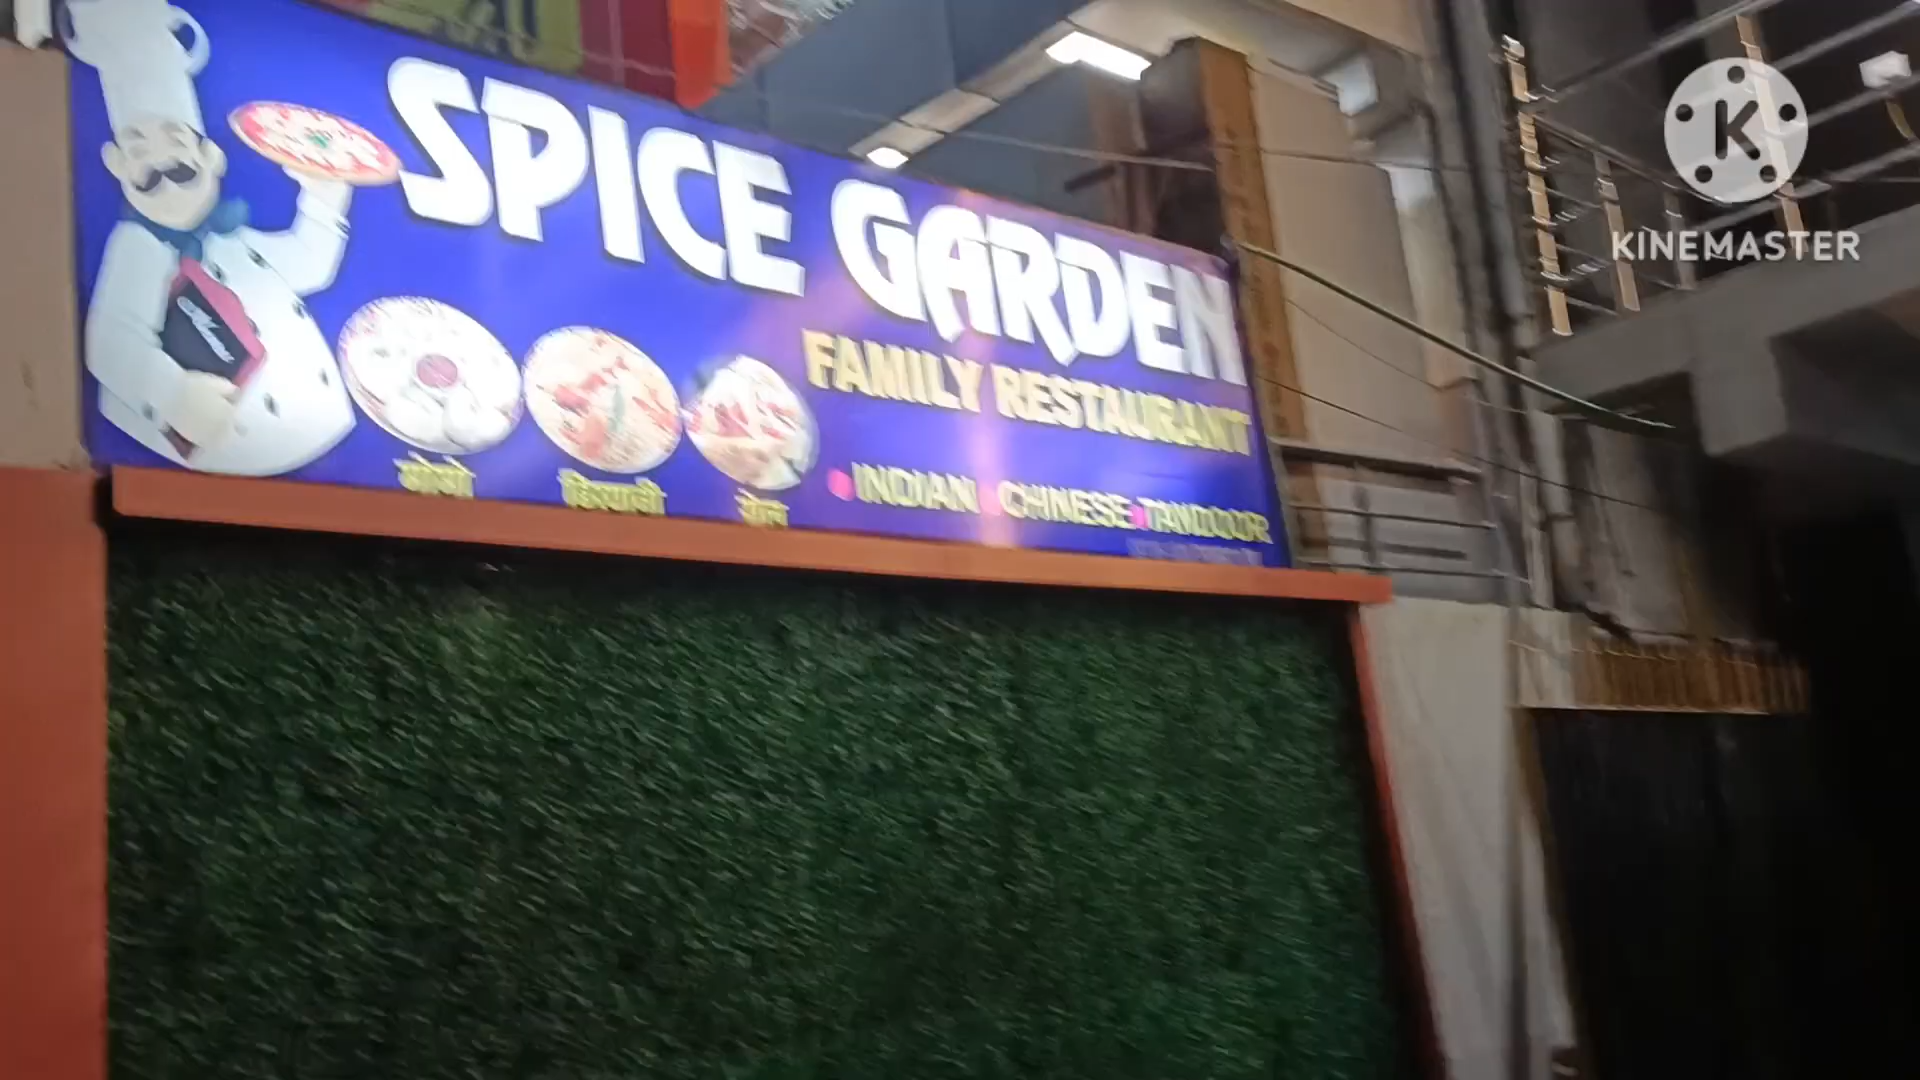 SPICE GARDEN
FAMILY RESTAURANT
मोमो
बिरयानी
रोल
INDIAN CHINESE TANDOOR
K
KINEMASTER